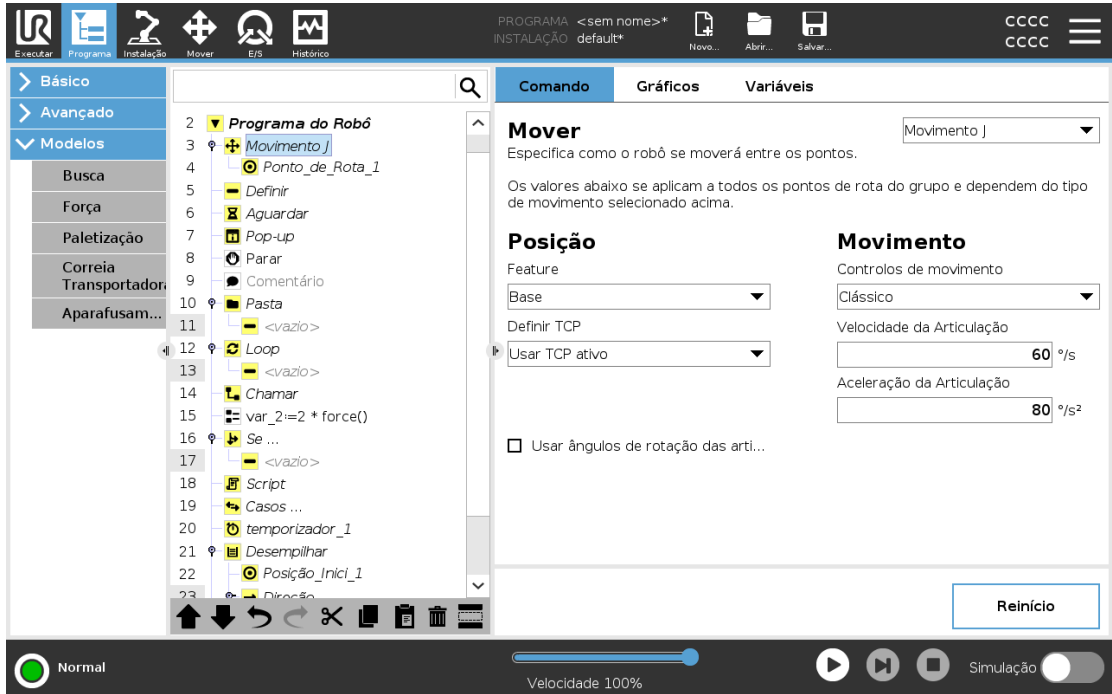 UR
PROGRAMA <sem nome>*
INSTALAÇÃO default*
CCCC
CCCC
Executar Programa Instalação Mover E/S Histórico Novo... Abrir... Salvar...
Básico
Avançado
Modelos
Busca
Força
Paletização
Correia
Transportadora
Aparafusam...
2 Programa do Robô
3 Movimento J
4 Ponto_de_Rota_1
5 Definir
6 Aguardar
7 Pop-up
8 Parar
9 Comentário
10 Pasta
11 <vazio>
12 Loop
13 <vazio>
14 Chamar
15 var_2:=2 * force()
16 Se ...
17 <vazio>
18 Script
19 Casos ...
20 temporizador_1
21 Desempilhar
22 Posição_Inici_1
23 Direção
Comando Gráficos Variáveis
Mover
Movimento J
Especifica como o robô se moverá entre os pontos.
Os valores abaixo se aplicam a todos os pontos de rota do grupo e dependem do tipo
de movimento selecionado acima.
Posição
Feature
Base
Definir TCP
Usar TCP ativo
Usar ângulos de rotação das arti...
Movimento
Controlos de movimento
Clássico
Velocidade da Articulação
60 °/s
Aceleração da Articulação
80 °/s²
Reinício
Normal
Velocidade 100%
Simulação